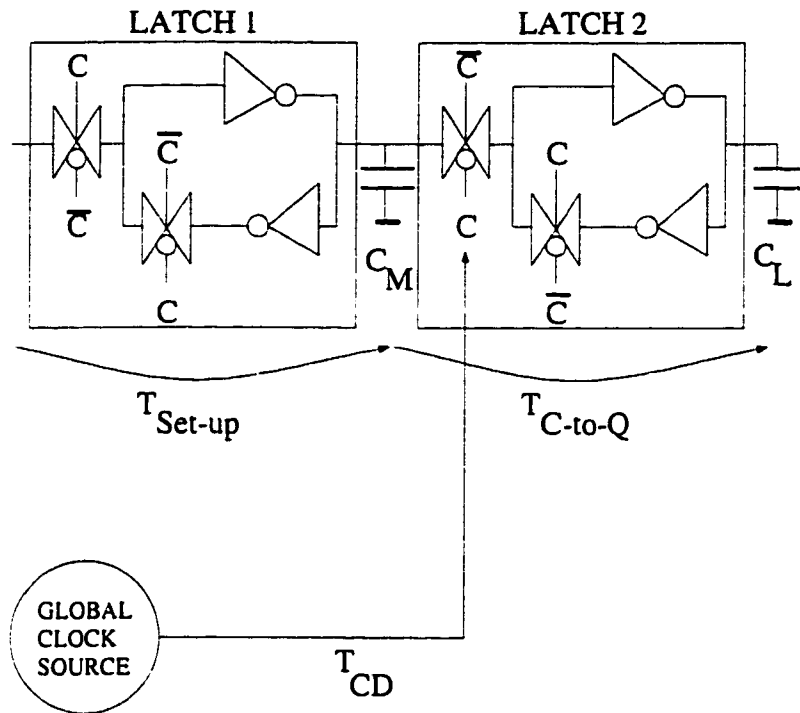 LATCH 1
LATCH 2
C
C̅
C̅
C
C̅
C
C
C̅
C_M
C_L
T_Set-up
T_C-to-Q
GLOBAL
CLOCK
SOURCE
T_CD